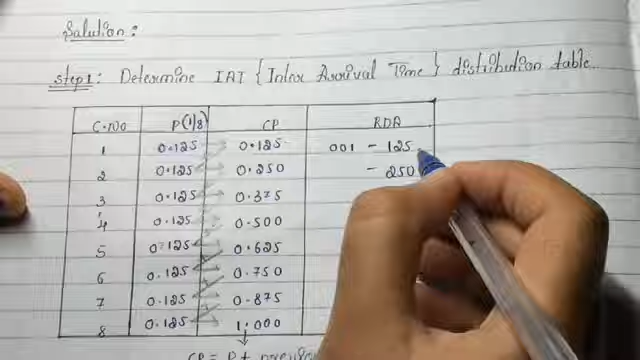 Solution:
Step1: Determine IAT {Inter Arrival Time} distribution table.
C.NO P(1/8) CP RDA
1 0.125 0.125 001 - 125
2 0.125 0.250 - 250
3 0.125 0.375
4 0.125 0.500
5 0.125 0.625
6 0.125 0.750
7 0.125 0.875
8 0.125 1.000
CP = P +